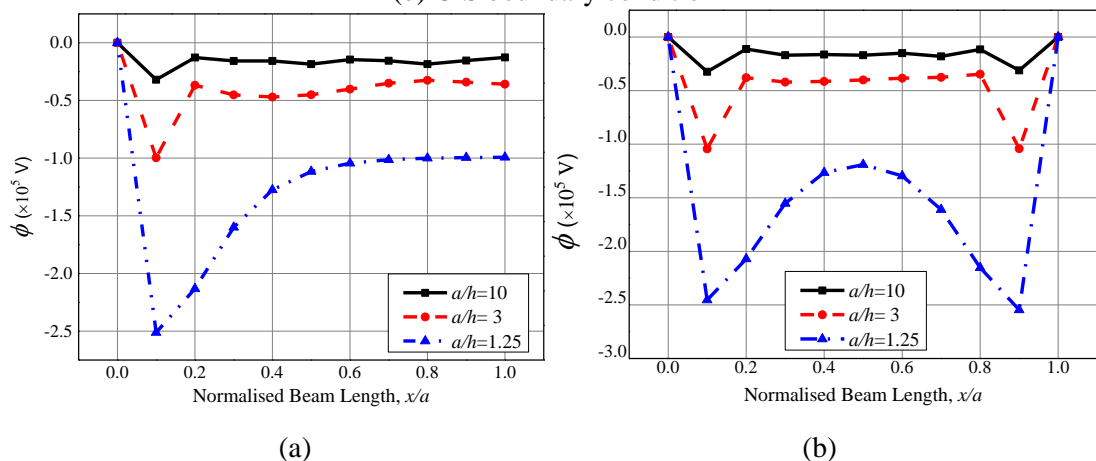 0.0
-0.5
-1.0
-1.5
-2.0
-2.5
ϕ (×10⁵ V)
0.0 0.2 0.4 0.6 0.8 1.0
Normalised Beam Length, x/a
a/h=10
a/h= 3
a/h=1.25
(a)
0.0
-0.5
-1.0
-1.5
-2.0
-2.5
-3.0
ϕ (×10⁵ V)
0.0 0.2 0.4 0.6 0.8 1.0
Normalised Beam Length, x/a
a/h=10
a/h= 3
a/h=1.25
(b)